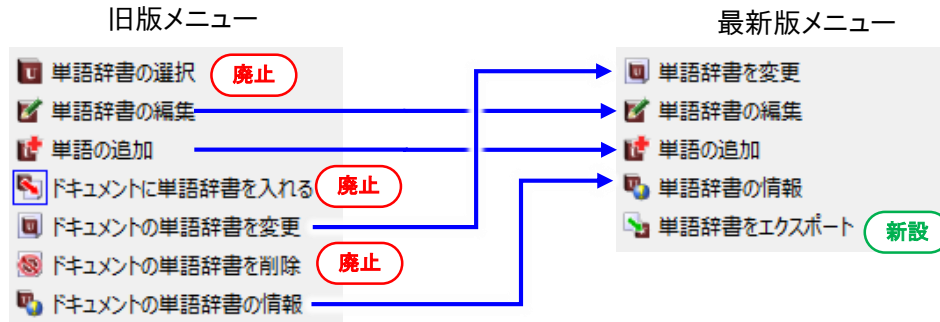 旧版メニュー
単語辞書の選択 廃止
単語辞書の編集
単語の追加
ドキュメントに単語辞書を入れる 廃止
ドキュメントの単語辞書を変更
ドキュメントの単語辞書を削除 廃止
ドキュメントの単語辞書の情報
最新版メニュー
単語辞書を変更
単語辞書の編集
単語の追加
単語辞書の情報
単語辞書をエクスポート 新設